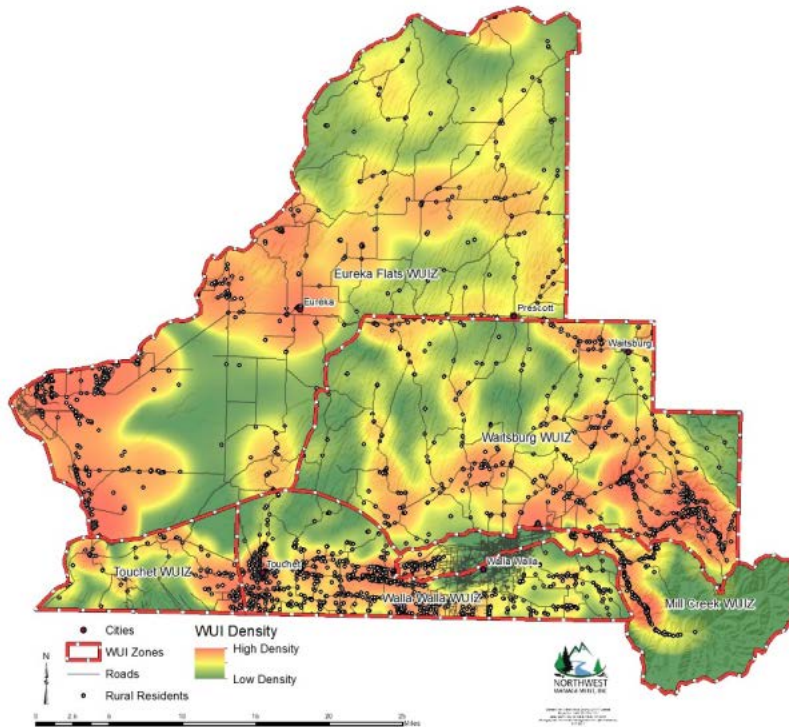 Eureka Flats WUIZ
Eureka
Prescott
Waitsburg
Waitsburg WUIZ
Touchet WUIZ
Touchet
Walla Walla
Walla Walla WUIZ
Mill Creek WUIZ
Cities
WUI Zones
Roads
Rural Residents
WUI Density
High Density
Low Density
N
NORTHWEST
0 2.5 5 10 15 20 25
Miles